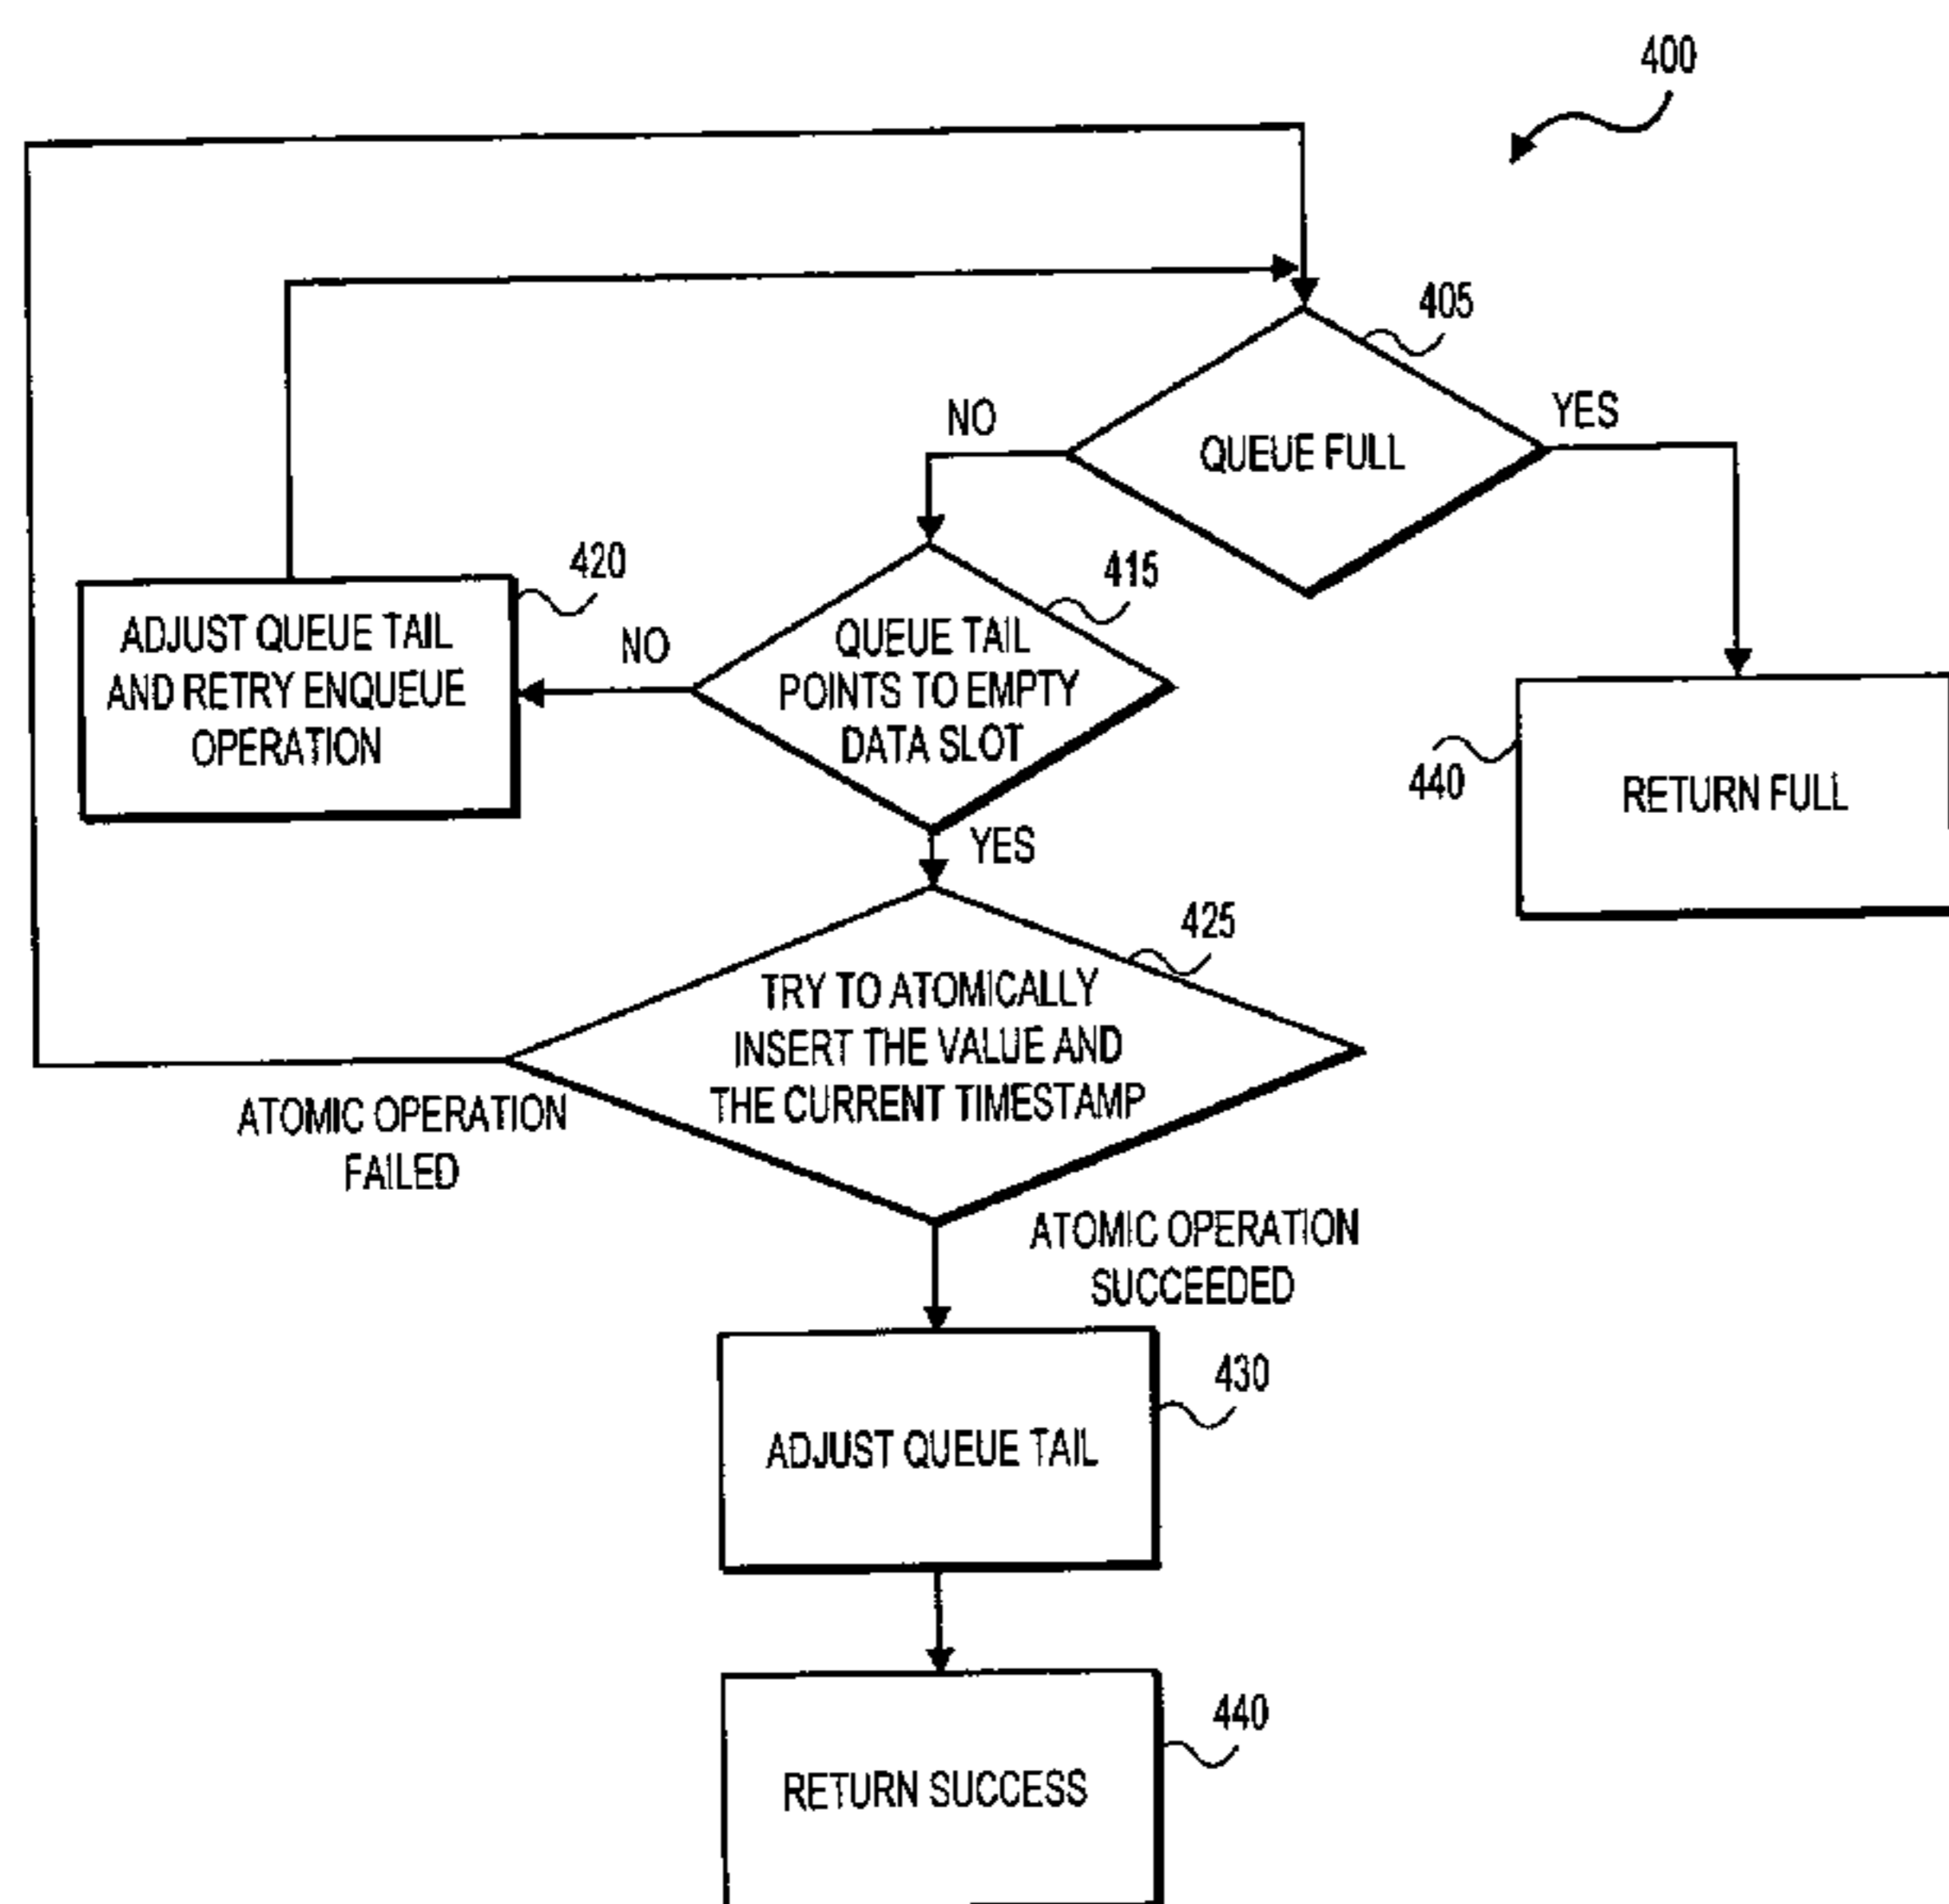 400
405
NO
YES
QUEUE FULL
420
415
ADJUST QUEUE TAIL
AND RETRY ENQUEUE
OPERATION
NO
QUEUE TAIL
POINTS TO EMPTY
DATA SLOT
440
RETURN FULL
YES
425
TRY TO ATOMICALLY
INSERT THE VALUE AND
THE CURRENT TIMESTAMP
ATOMIC OPERATION
FAILED
ATOMIC OPERATION
SUCCEEDED
430
ADJUST QUEUE TAIL
440
RETURN SUCCESS